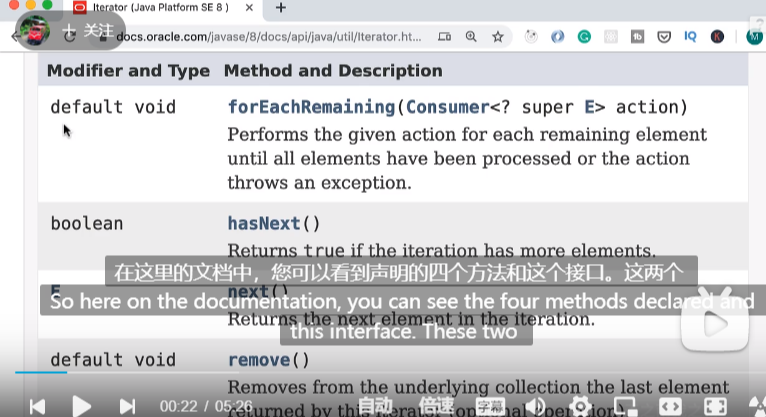 Iterator (Java Platform SE 8 )
关注
docs.oracle.com/javase/8/docs/api/java/util/Iterator.ht...
Modifier and Type Method and Description
default void forEachRemaining(Consumer<? super E> action)
Performs the given action for each remaining element
until all elements have been processed or the action
throws an exception.
boolean hasNext()
Returns true if the iteration has more elements.
在这里的文档中，您可以看到声明的四个方法和这个接口。这两个
E next()
So here on the documentation, you can see the four methods declared and
Returns the next element in the iteration.
this interface. These two
default void remove()
Removes from the underlying collection the last element
00:22 / 05:26 自动 倍速 字幕
returned by this iterator